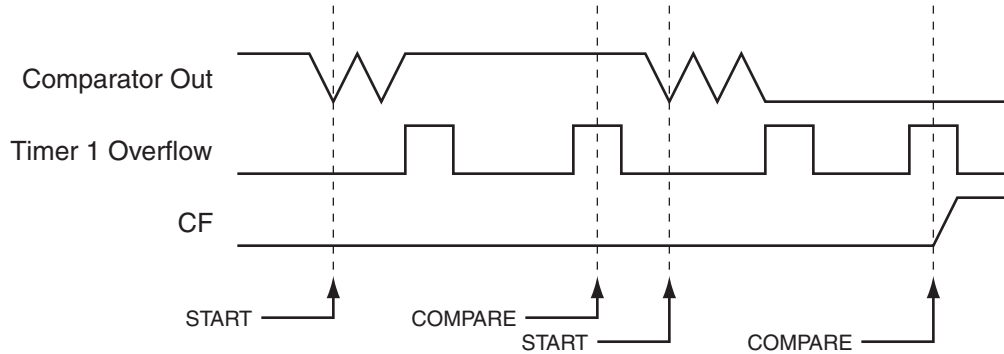 Comparator Out
Timer 1 Overflow
CF
START
COMPARE
START
COMPARE